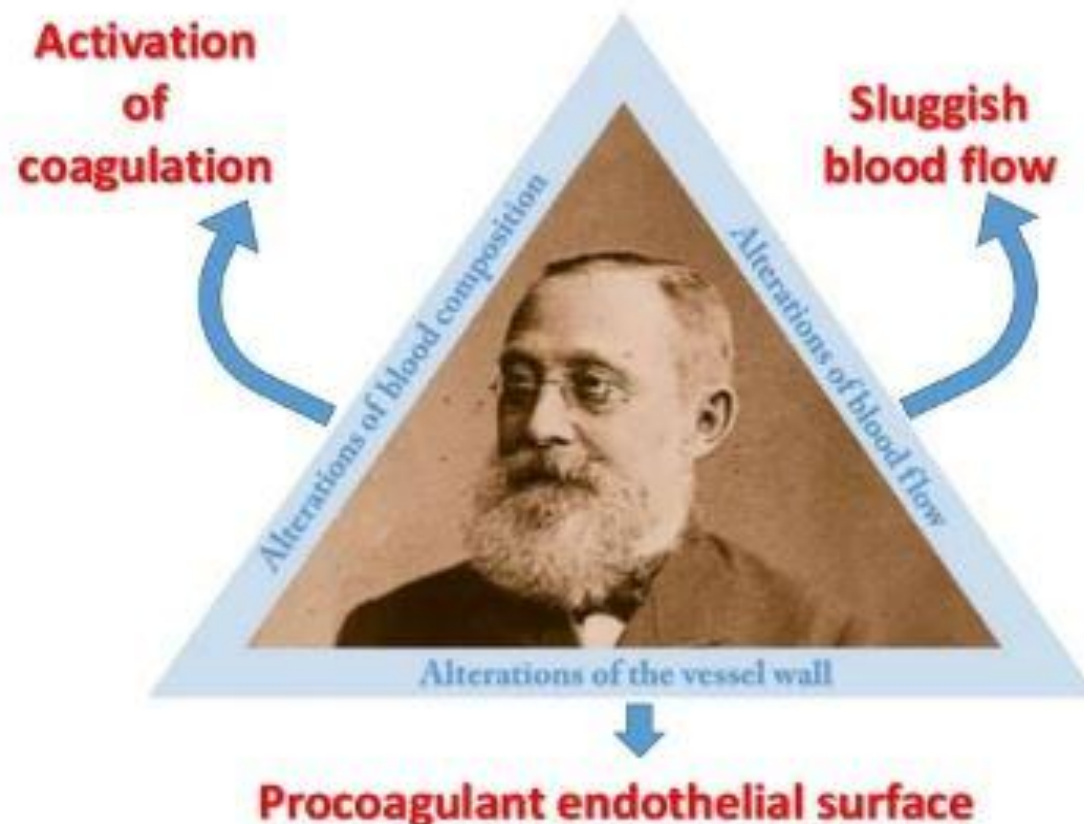 Activation
of
coagulation
Sluggish
blood flow
Alterations of blood composition
Alterations of blood flow
Alterations of the vessel wall
Procoagulant endothelial surface